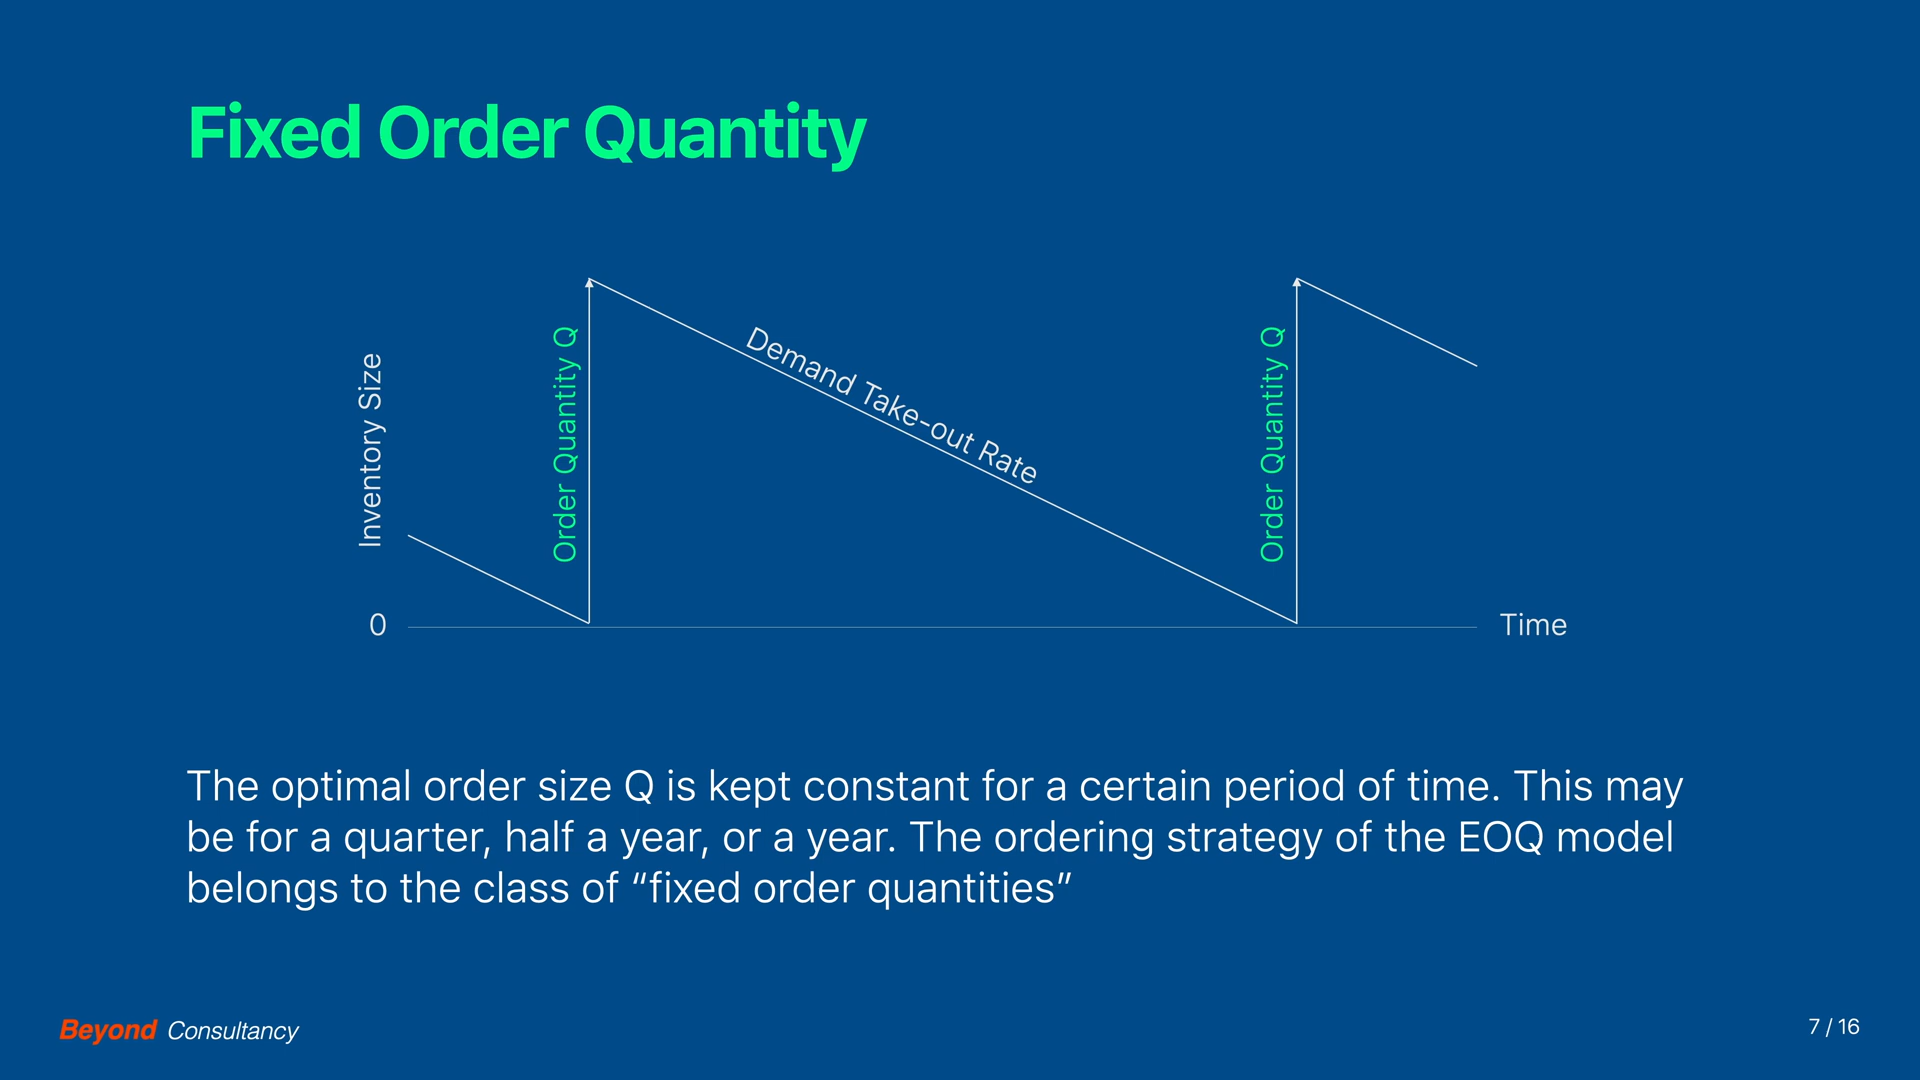 Fixed Order Quantity
Inventory Size
Order Quantity Q
Demand Take-out Rate
Order Quantity Q
0
Time
The optimal order size Q is kept constant for a certain period of time. This may
be for a quarter, half a year, or a year. The ordering strategy of the EOQ model
belongs to the class of “fixed order quantities”
Beyond Consultancy
7 / 16